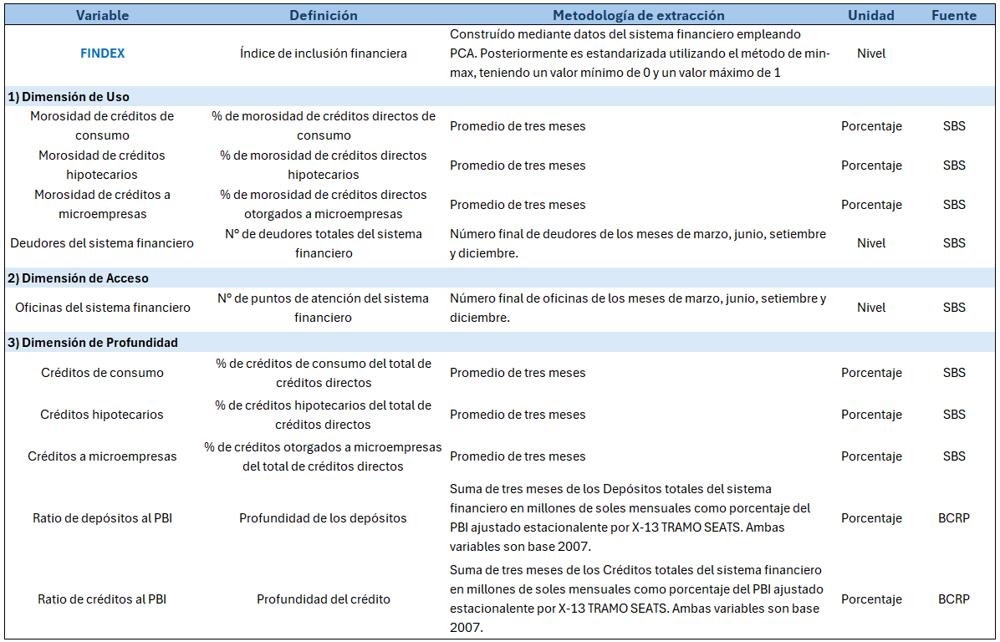 Variable Definición Metodología de extracción Unidad Fuente
Construído mediante datos del sistema financiero empleando
FINDEX Índice de inclusión financiera PCA. Posteriormente es estandarizada utilizando el método de min- Nivel
max, teniendo un valor mínimo de 0 y un valor máximo de 1
1) Dimensión de Uso
Morosidad de créditos de
consumo
% de morosidad de créditos directos de
consumo
Promedio de tres meses Porcentaje SBS
Morosidad de créditos
hipotecarios
% de morosidad de créditos directos
hipotecarios
Promedio de tres meses Porcentaje SBS
Morosidad de créditos a
microempresas
% de morosidad de créditos directos
otorgados a microempresas
Promedio de tres meses Porcentaje SBS
Deudores del sistema financiero
N° de deudores totales del sistema
financiero
Número final de deudores de los meses de marzo, junio, setiembre
y diciembre.
Nivel SBS
2) Dimensión de Acceso
Oficinas del sistema financiero
N° de puntos de atención del sistema
financiero
Número final de oficinas de los meses de marzo, junio, setiembre y
diciembre.
Nivel SBS
3) Dimensión de Profundidad
Créditos de consumo
% de créditos de consumo del total de
créditos directos
Promedio de tres meses Porcentaje SBS
Créditos hipotecarios
% de créditos hipotecarios del total de
créditos directos
Promedio de tres meses Porcentaje SBS
Créditos a microempresas
% de créditos otorgados a microempresas
del total de créditos directos
Promedio de tres meses Porcentaje SBS
Ratio de depósitos al PBI Profundidad de los depósitos
Suma de tres meses de los Depósitos totales del sistema
financiero en millones de soles mensuales como porcentaje del
PBI ajustado estacionalente por X-13 TRAMO SEATS. Ambas
variables son base 2007.
Porcentaje BCRP
Ratio de créditos al PBI Profundidad del crédito
Suma de tres meses de los Créditos totales del sistema financiero
en millones de soles mensuales como porcentaje del PBI ajustado
estacionalente por X-13 TRAMO SEATS. Ambas variables son base
2007.
Porcentaje BCRP